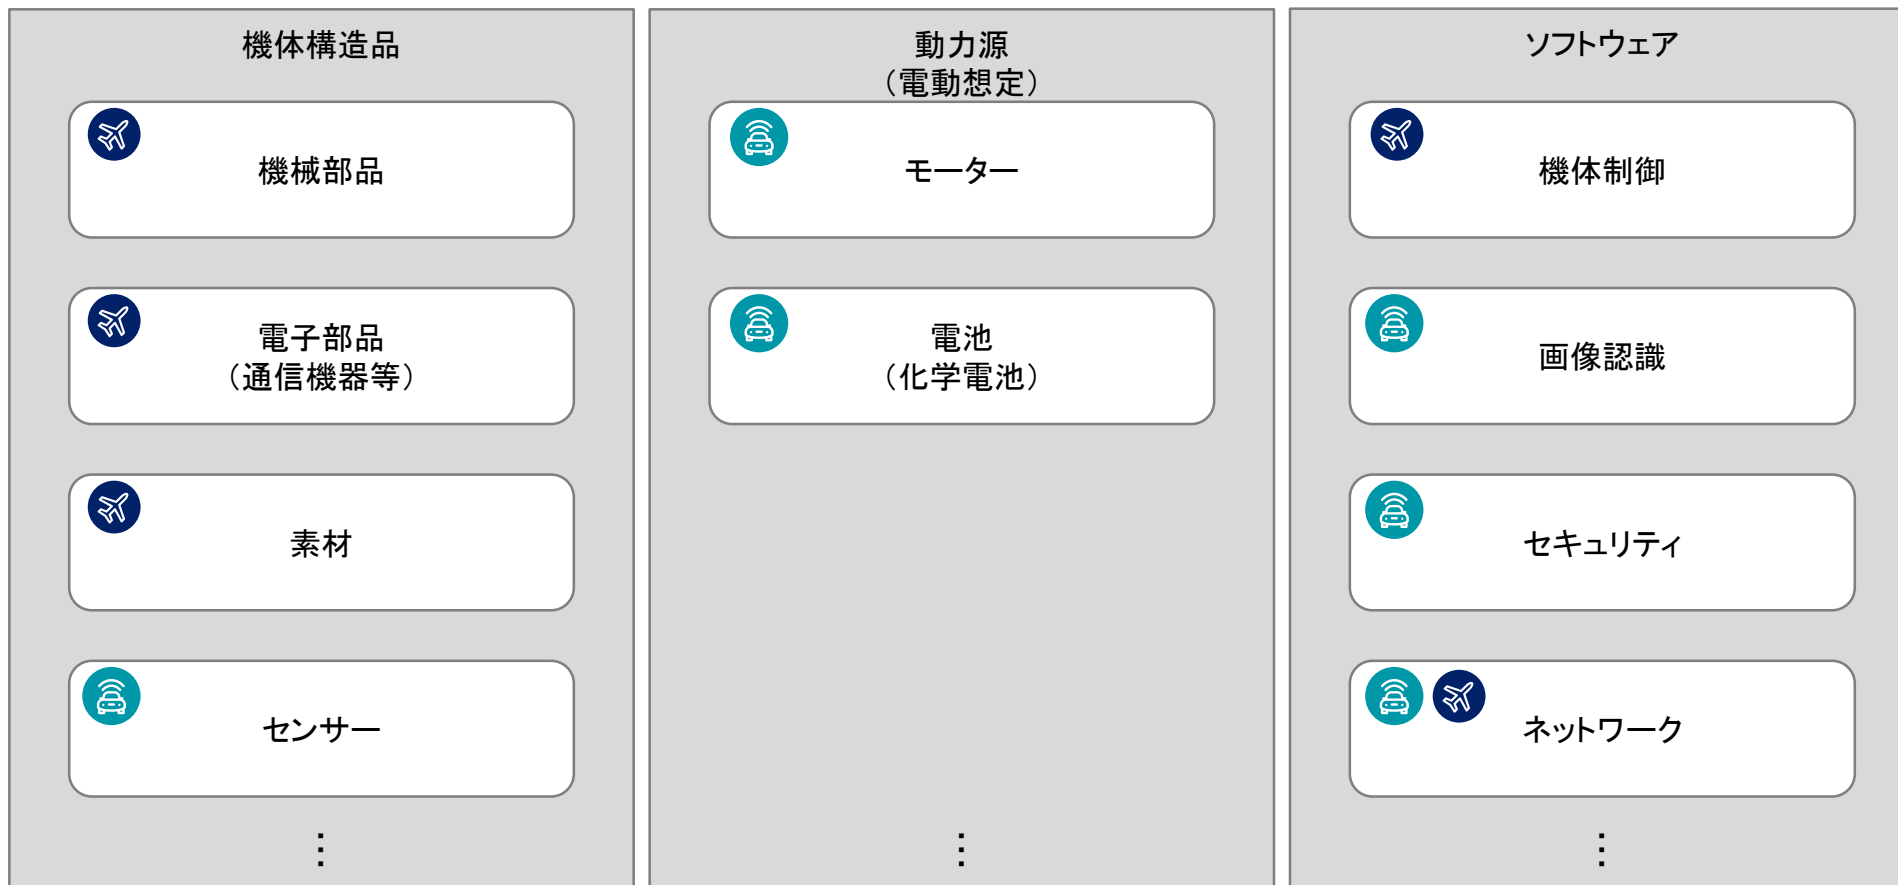 機体構造品
機械部品
電子部品
（通信機器等）
素材
センサー
⋮
動力源
（電動想定）
モーター
電池
（化学電池）
⋮
ソフトウェア
機体制御
画像認識
セキュリティ
ネットワーク
⋮